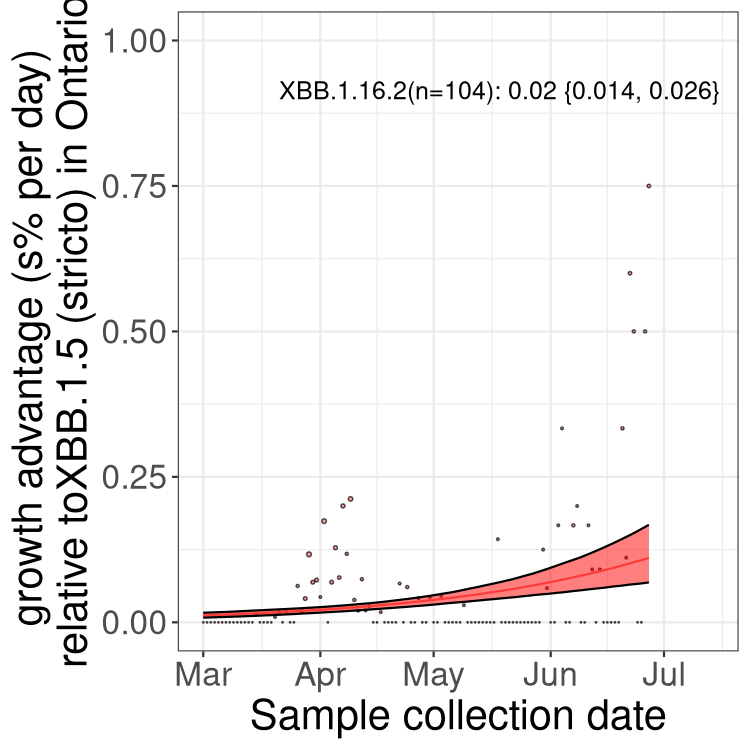 growth advantage (s% per day)
relative toXBB.1.5 (stricto) in Ontario
1.00
0.75
0.50
0.25
0.00
XBB.1.16.2(n=104): 0.02 {0.014, 0.026}
Mar Apr May Jun Jul
Sample collection date